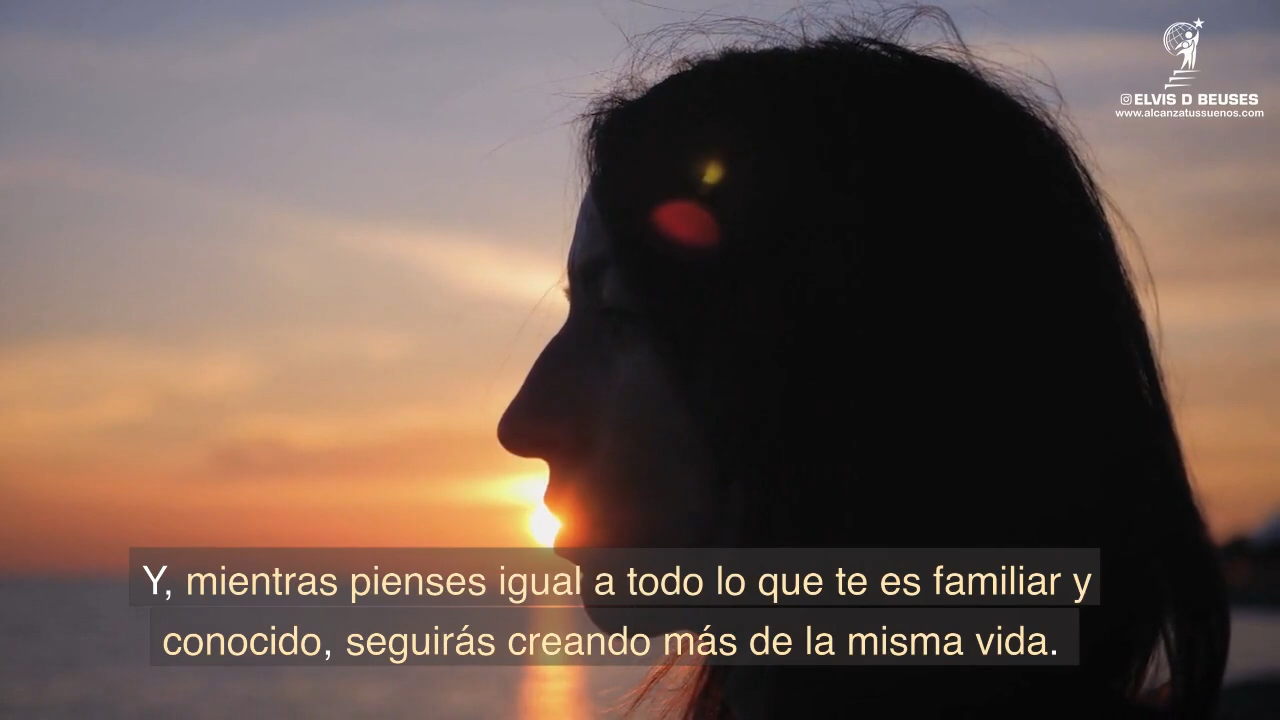 ELVIS D BEUSES
www.alcanzatussuenos.com
Y, mientras pienses igual a todo lo que te es familiar y
conocido, seguirás creando más de la misma vida.